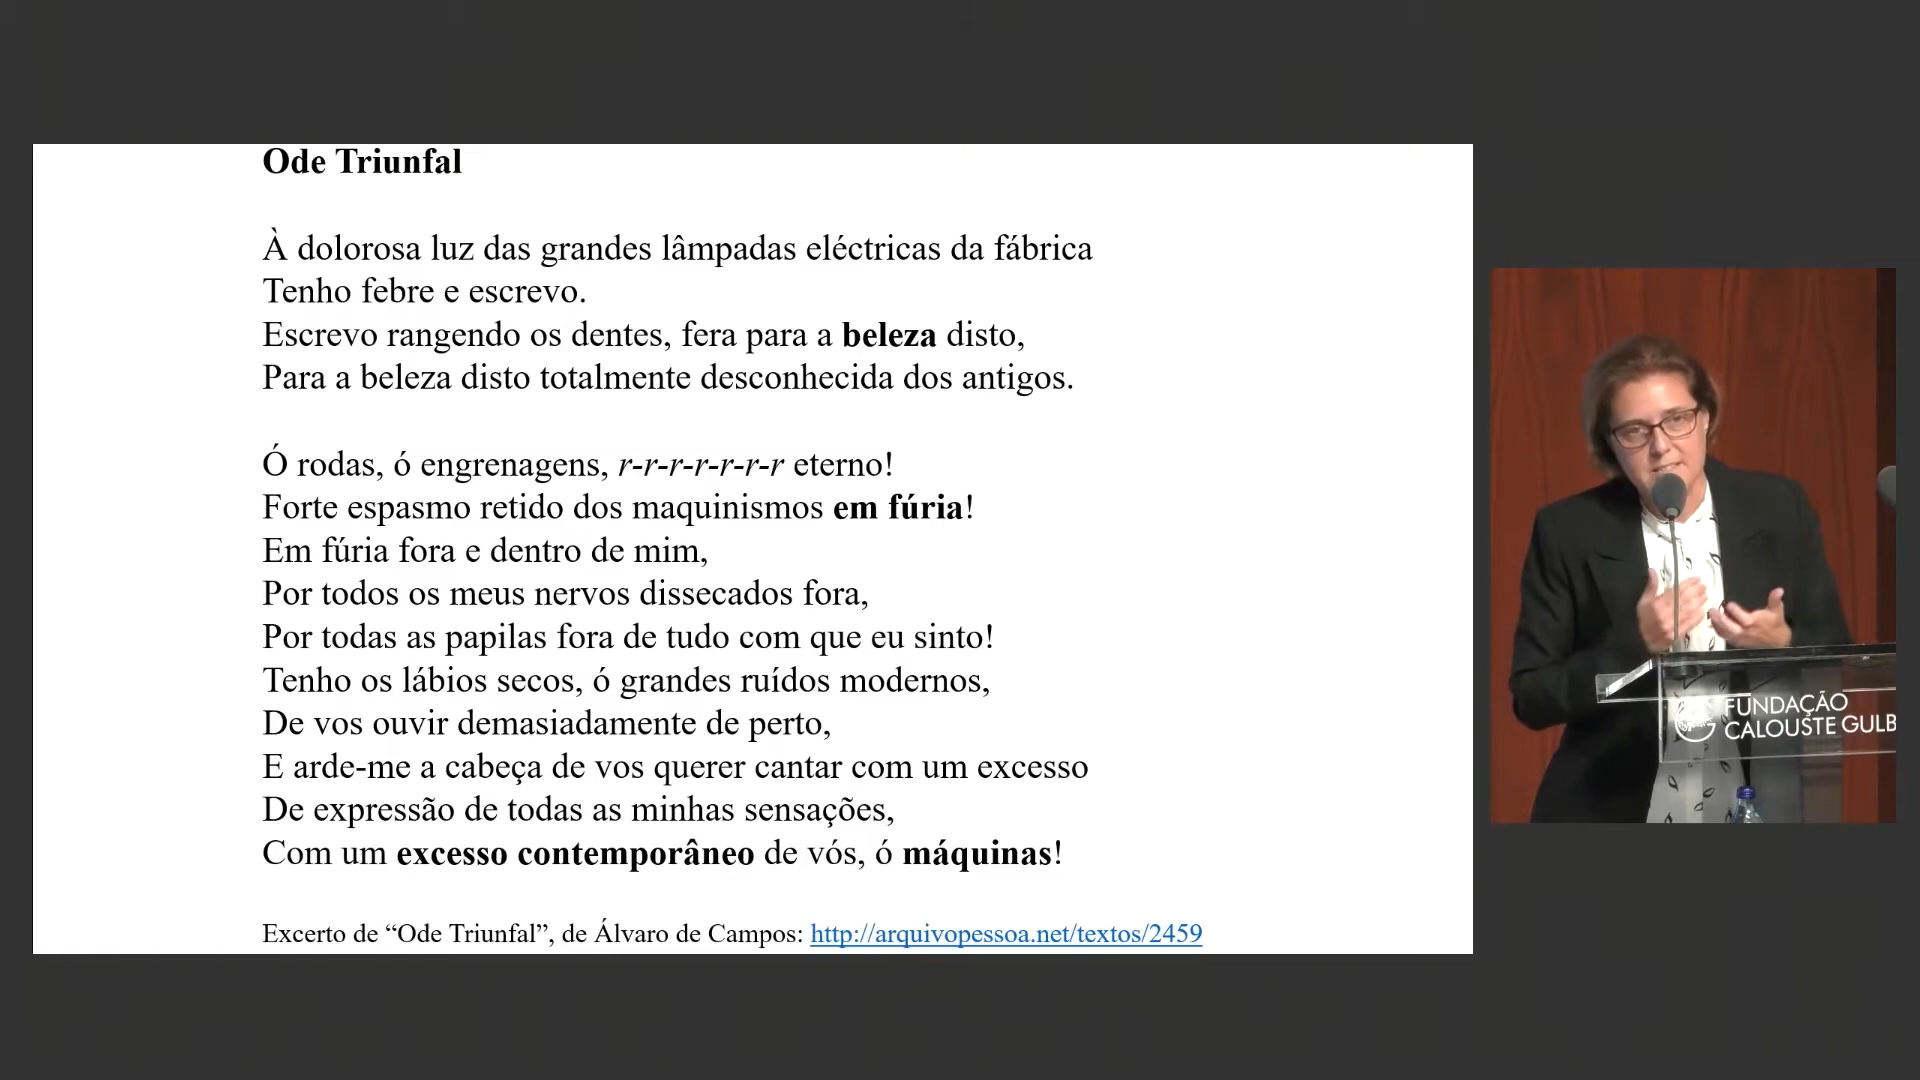 Ode Triunfal
À dolorosa luz das grandes lâmpadas eléctricas da fábrica
Tenho febre e escrevo.
Escrevo rangendo os dentes, fera para a beleza disto,
Para a beleza disto totalmente desconhecida dos antigos.
Ó rodas, ó engrenagens, r-r-r-r-r-r-r eterno!
Forte espasmo retido dos maquinismos em fúria!
Em fúria fora e dentro de mim,
Por todos os meus nervos dissecados fora,
Por todas as papilas fora de tudo com que eu sinto!
Tenho os lábios secos, ó grandes ruídos modernos,
De vos ouvir demasiadamente de perto,
E arde-me a cabeça de vos querer cantar com um excesso
De expressão de todas as minhas sensações,
Com um excesso contemporâneo de vós, ó máquinas!
Excerto de “Ode Triunfal”, de Álvaro de Campos: http://arquivopessoa.net/textos/2459
FUNDAÇÃO
CALOUSTE GULB